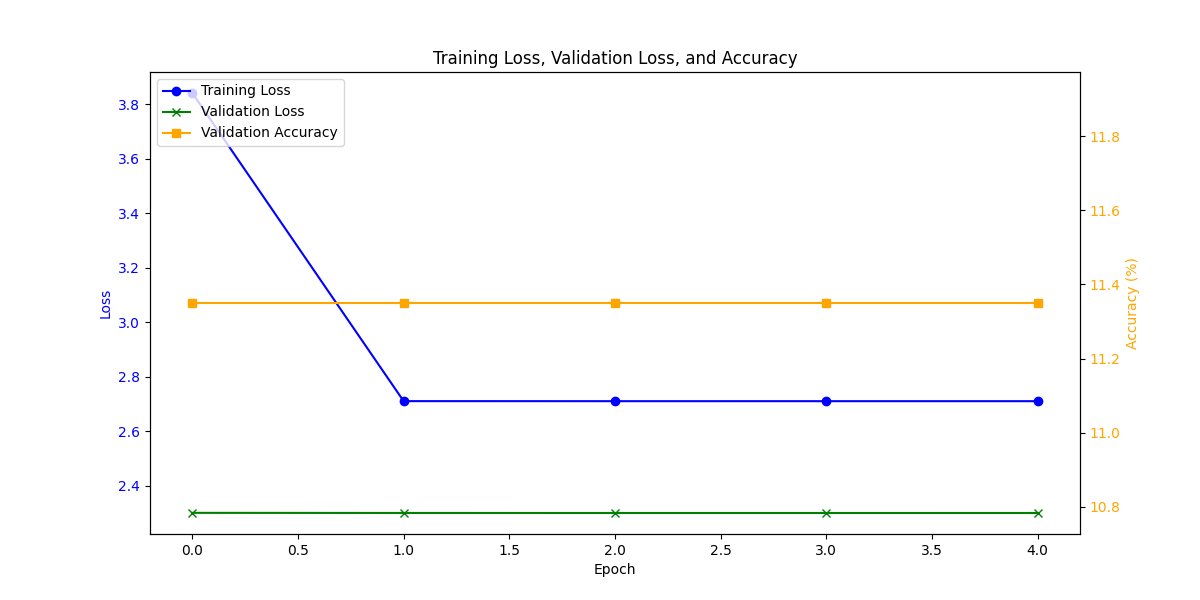 Training Loss, Validation Loss, and Accuracy
Training Loss
Validation Loss
Validation Accuracy
Loss
3.8
3.6
3.4
3.2
3.0
2.8
2.6
2.4
11.8
11.6
11.4
11.2
11.0
10.8
Accuracy (%)
0.0 0.5 1.0 1.5 2.0 2.5 3.0 3.5 4.0
Epoch